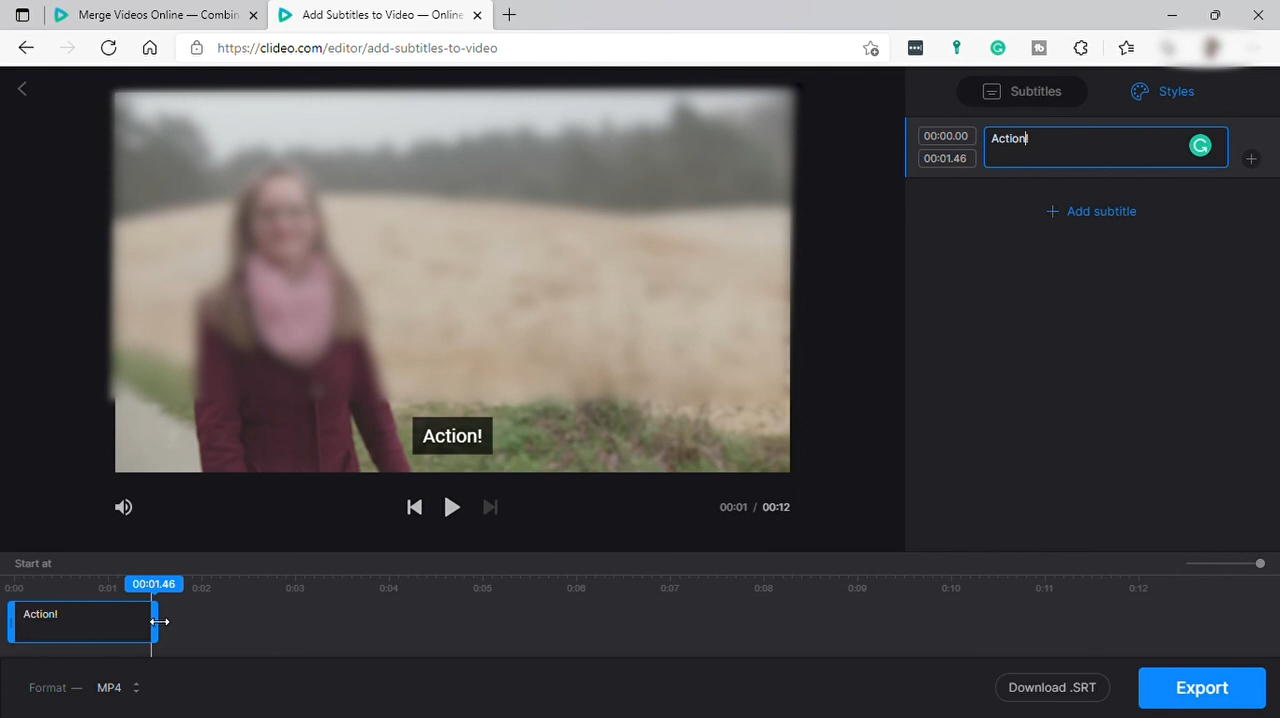 Merge Videos Online — Combin
Add Subtitles to Video — Online
https://clideo.com/editor/add-subtitles-to-video
Subtitles
Styles
00:00.00
00:01.46
Action!
Add subtitle
Action!
00:01 / 00:12
Start at
0:00
0:01
00:01.46
0:02
0:03
0:04
0:05
0:06
0:07
0:08
0:09
0:10
0:11
0:12
Action!
Format — MP4
Download .SRT
Export